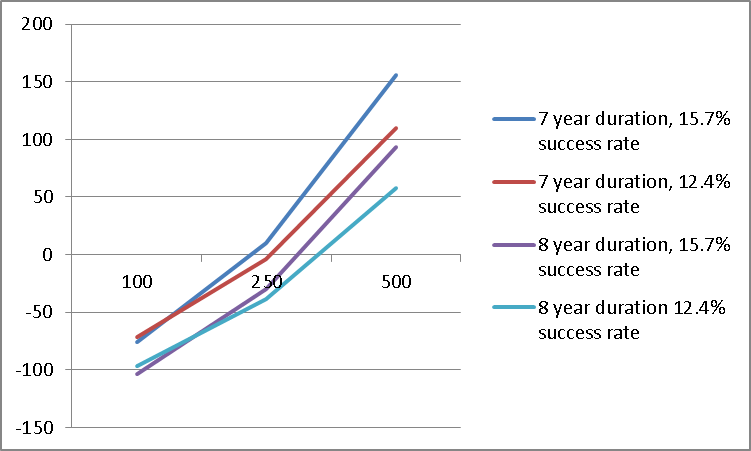 200
150
100
50
0
-50
-100
-150
100 250 500
7 year duration, 15.7%
success rate
7 year duration, 12.4%
success rate
8 year duration, 15.7%
success rate
8 year duration 12.4%
success rate